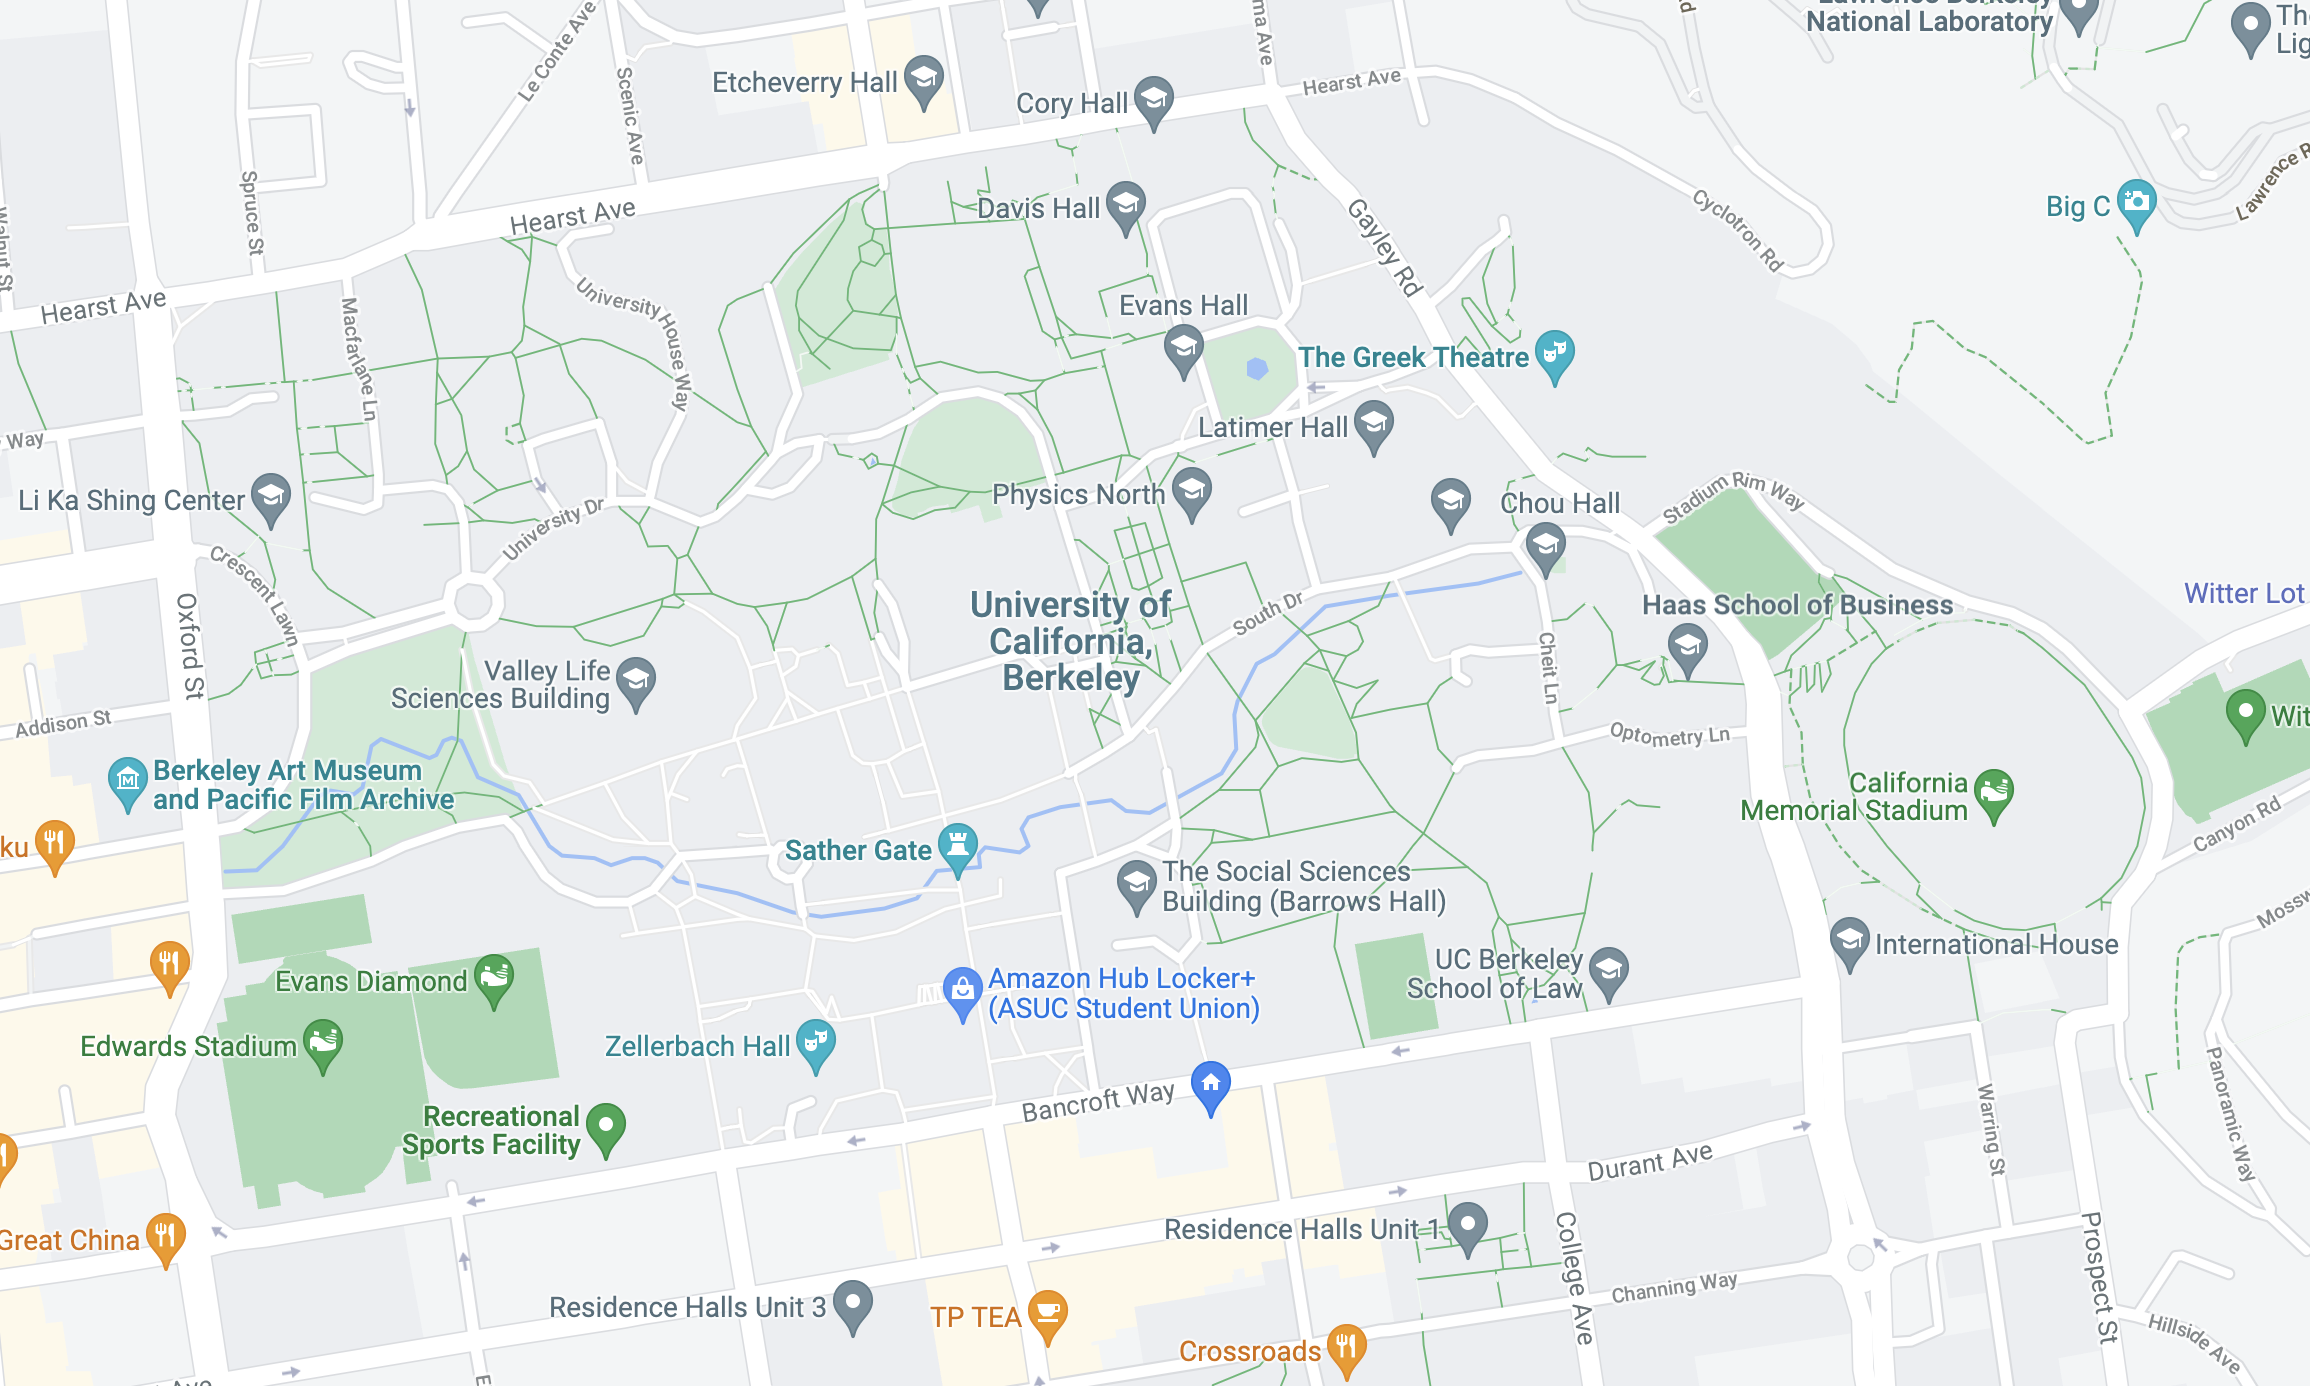 Lawrence Berkeley
National Laboratory
Le Conte Ave
Scenic Ave
Etcheverry Hall
Cory Hall
Hearst Ave
Spruce St
Walnut St
Davis Hall
Gayley Rd
Cyclotron Rd
Big C
Lawrence R
Hearst Ave
Hearst Ave
Macfarlane Ln
University House Way
Evans Hall
The Greek Theatre
Latimer Hall
Way
Li Ka Shing Center
University Dr
Physics North
Chou Hall
Stadium Rim Way
Crescent Lawn
Oxford St
University of
California,
Berkeley
South Dr
Haas School of Business
Witter Lot
Cheit Ln
Valley Life
Sciences Building
Addison St
Optometry Ln
Wit
Berkeley Art Museum
and Pacific Film Archive
California
Memorial Stadium
Canyon Rd
ku
Sather Gate
The Social Sciences
Building (Barrows Hall)
Mossw
International House
UC Berkeley
School of Law
Evans Diamond
Amazon Hub Locker+
(ASUC Student Union)
Edwards Stadium
Zellerbach Hall
Bancroft Way
Recreational
Sports Facility
Warring St
Panoramic Way
Durant Ave
Great China
Residence Halls Unit 1
College Ave
Prospect St
Channing Way
Residence Halls Unit 3
TP TEA
Crossroads
Hillside Ave
Ave